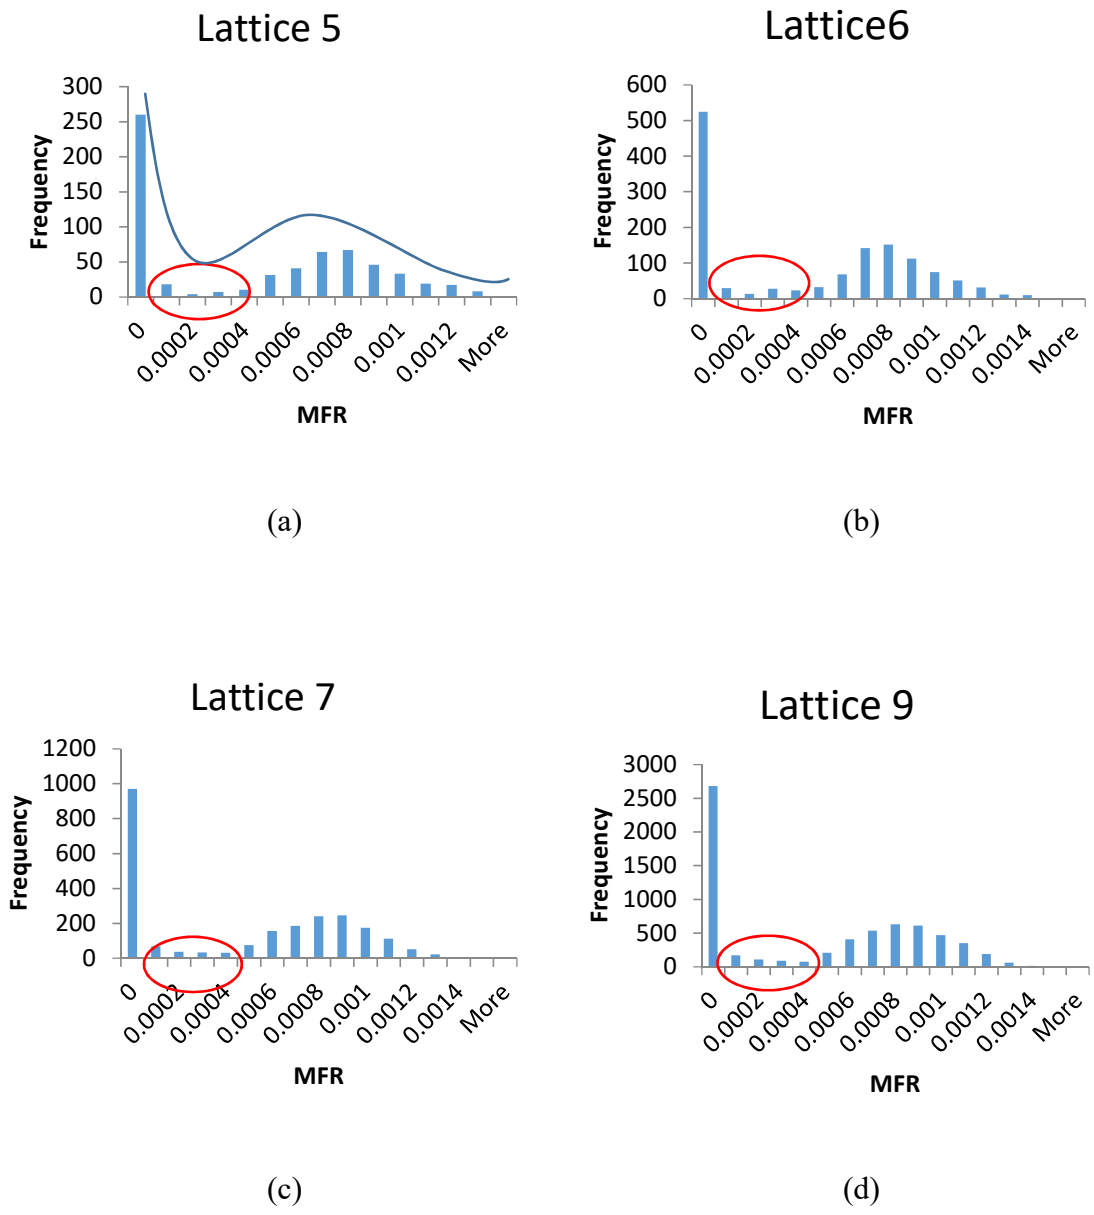 Lattice 5
300
250
200
150
100
50
0
Frequency
0
0.0002
0.0004
0.0006
0.0008
0.001
0.0012
More
MFR
(a)
Lattice6
600
500
400
300
200
100
0
Frequency
0
0.0002
0.0004
0.0006
0.0008
0.001
0.0012
0.0014
More
MFR
(b)
Lattice 7
1200
1000
800
600
400
200
0
Frequency
0
0.0002
0.0004
0.0006
0.0008
0.001
0.0012
0.0014
More
MFR
(c)
Lattice 9
3000
2500
2000
1500
1000
500
0
Frequency
0
0.0002
0.0004
0.0006
0.0008
0.001
0.0012
0.0014
More
MFR
(d)